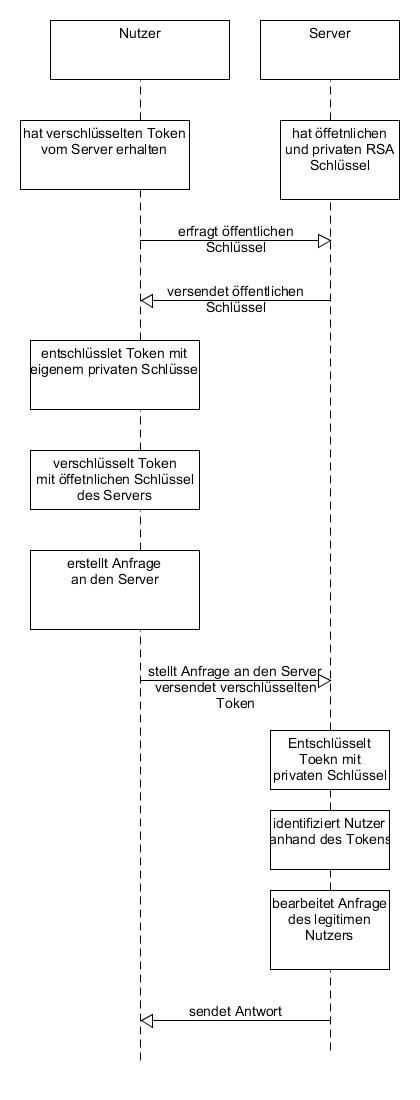 Nutzer
Server
hat verschlüsselten Token
vom Server erhalten
hat öffetnlichen
und privaten RSA
Schlüssel
erfragt öffentlichen
Schlüssel
versendet öffentlichen
Schlüssel
entschlüsslet Token mit
eigenem privaten Schlüsse
verschlüsselt Token
mit öffetnlichen Schlüssel
des Servers
erstellt Anfrage
an den Server
stellt Anfrage an den Server
versendet verschlüsselten
Token
Entschlüsselt
Toekn mit
privaten Schlüssel
identifiziert Nutzer
anhand des Tokens
bearbeitet Anfrage
des legitimen
Nutzers
sendet Antwort